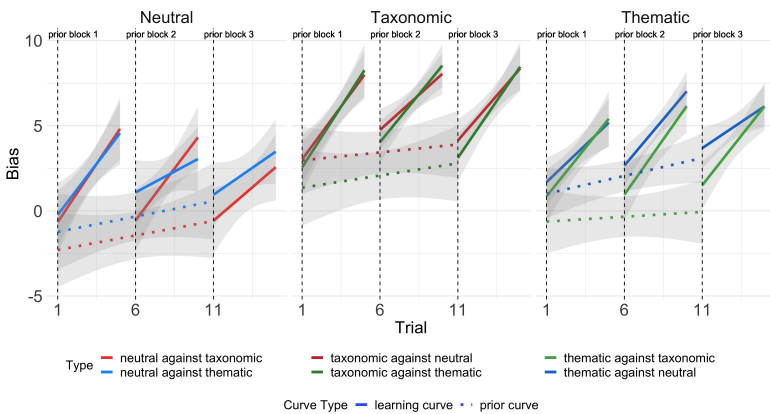 Neutral Taxonomic Thematic
prior block 1 prior block 2 prior block 3 prior block 1 prior block 2 prior block 3 prior block 1 prior block 2 prior block 3
10
5
0
-5
Bias
1 6 11 1 6 11 1 6 11
Trial
Type neutral against taxonomic taxonomic against neutral thematic against taxonomic
neutral against thematic taxonomic against thematic thematic against neutral
Curve Type learning curve prior curve